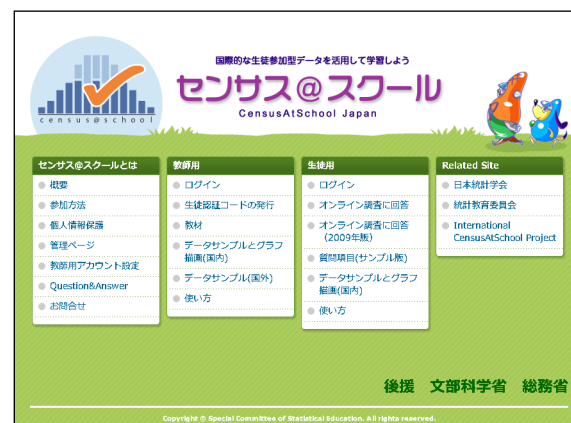 国際的な生徒参加型データを活用して学習しよう
センサス@スクール
CensusAtSchool Japan
census@school
センサス@スクールとは
概要
参加方法
個人情報保護
管理ページ
教師用アカウント設定
Question&Answer
お問合せ
教師用
ログイン
生徒認証コードの発行
教材
データサンプルとグラフ
描画(国内)
データサンプル(国外)
使い方
生徒用
ログイン
オンライン調査に回答
オンライン調査に回答
（2009年版）
質問項目(サンプル版)
データサンプルとグラフ
描画(国内)
使い方
Related Site
日本統計学会
統計教育委員会
International
CensusAtSchool Project
後援 文部科学省 総務省
Copyright © Special Committee of Statistical Education. All rights reserved.